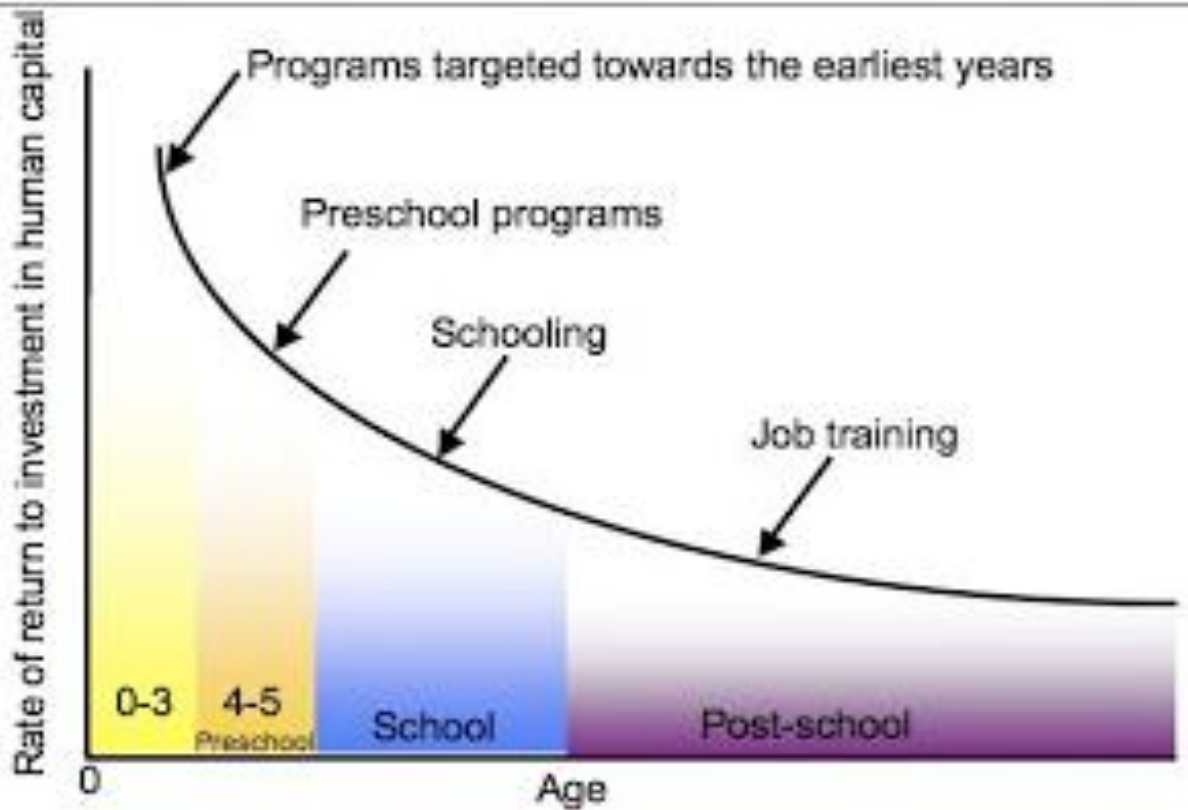 Rate of return to investment in human capital
Programs targeted towards the earliest years
Preschool programs
Schooling
Job training
0-3
4-5
Preschool
School
Post-school
0
Age